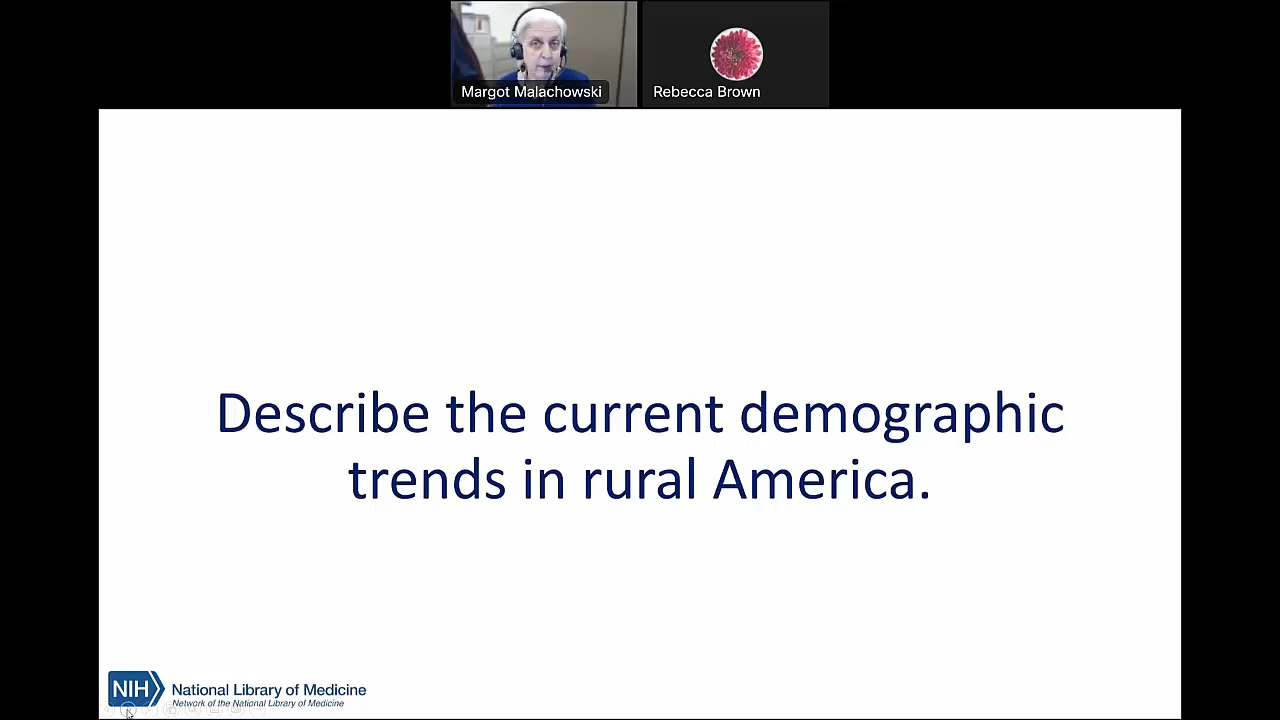 Margot Malachowski
Rebecca Brown
Describe the current demographic
trends in rural America.
NIH
National Library of Medicine
Network of the National Library of Medicine